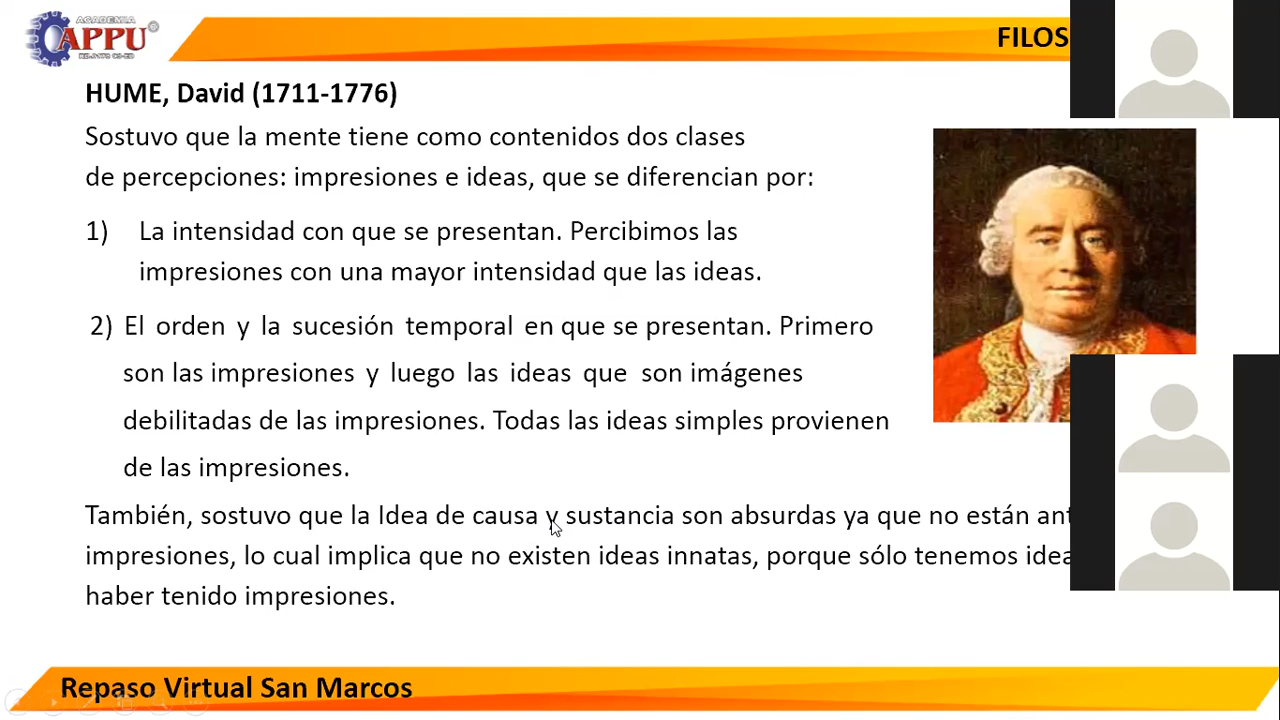 ACADEMIA
APPU
FILOS
HUME, David (1711-1776)
Sostuvo que la mente tiene como contenidos dos clases
de percepciones: impresiones e ideas, que se diferencian por:
1) La intensidad con que se presentan. Percibimos las
impresiones con una mayor intensidad que las ideas.
2) El orden y la sucesión temporal en que se presentan. Primero
son las impresiones y luego las ideas que son imágenes
debilitadas de las impresiones. Todas las ideas simples provienen
de las impresiones.
También, sostuvo que la Idea de causa y sustancia son absurdas ya que no están ant
impresiones, lo cual implica que no existen ideas innatas, porque sólo tenemos idea
haber tenido impresiones.
Repaso Virtual San Marcos